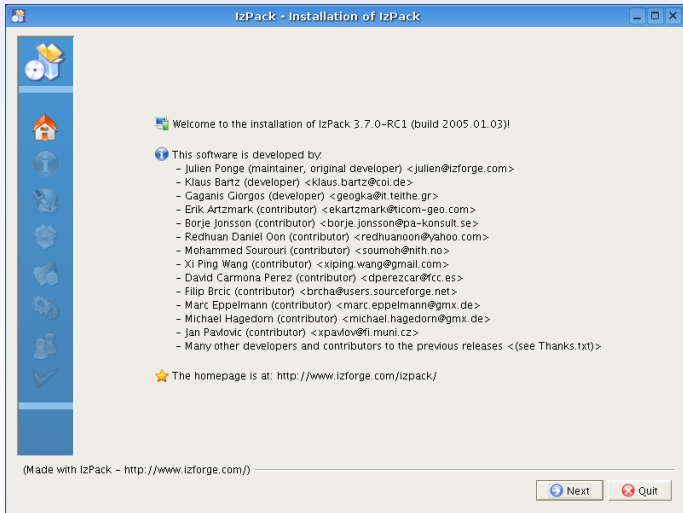 IzPack - Installation of IzPack
Welcome to the installation of IzPack 3.7.0-RC1 (build 2005.01.03)!
This software is developed by:
- Julien Ponge (maintainer, original developer) <julien@izforge.com>
- Klaus Bartz (developer) <klaus.bartz@coi.de>
- Gaganis Giorgos (developer) <geogka@it.teithe.gr>
- Erik Artzmark (contributor) <ekartzmark@ticom-geo.com>
- Borje Jonsson (contributor) <borje.jonsson@pa-konsult.se>
- Redhuan Daniel Oon (contributor) <redhuanoon@yahoo.com>
- Mohammed Sourouri (contributor) <soumoh@nith.no>
- Xi Ping Wang (contributor) <xiping.wang@gmail.com>
- David Carmona Perez (contributor) <dperezcar@fcc.es>
- Filip Brcic (contributor) <brcha@users.sourceforge.net>
- Marc Eppelmann (contributor) <marc.eppelmann@gmx.de>
- Michael Hagedorn (contributor) <michael.hagedorn@gmx.de>
- Jan Pavlovic (contributor) <xpavlov@fi.muni.cz>
- Many other developers and contributors to the previous releases <(see Thanks.txt)>
The homepage is at: http://www.izforge.com/izpack/
(Made with IzPack - http://www.izforge.com/)
Next
Quit